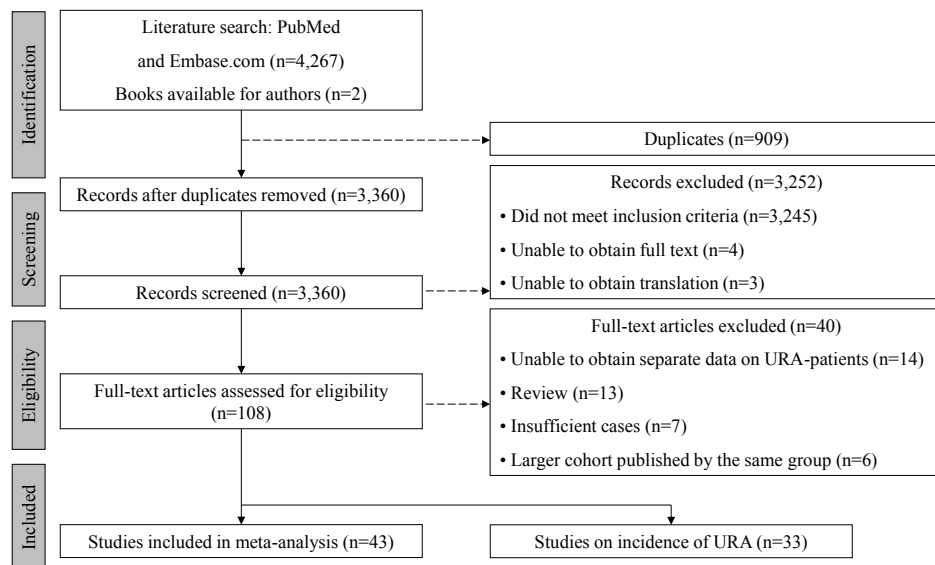 Identification
Literature search: PubMed
and Embase.com (n=4,267)
Books available for authors (n=2)
Duplicates (n=909)
Records after duplicates removed (n=3,360)
Screening
Records excluded (n=3,252)
• Did not meet inclusion criteria (n=3,245)
• Unable to obtain full text (n=4)
• Unable to obtain translation (n=3)
Records screened (n=3,360)
Eligibility
Full-text articles excluded (n=40)
• Unable to obtain separate data on URA-patients (n=14)
• Review (n=13)
• Insufficient cases (n=7)
• Larger cohort published by the same group (n=6)
Full-text articles assessed for eligibility
(n=108)
Included
Studies included in meta-analysis (n=43)
Studies on incidence of URA (n=33)